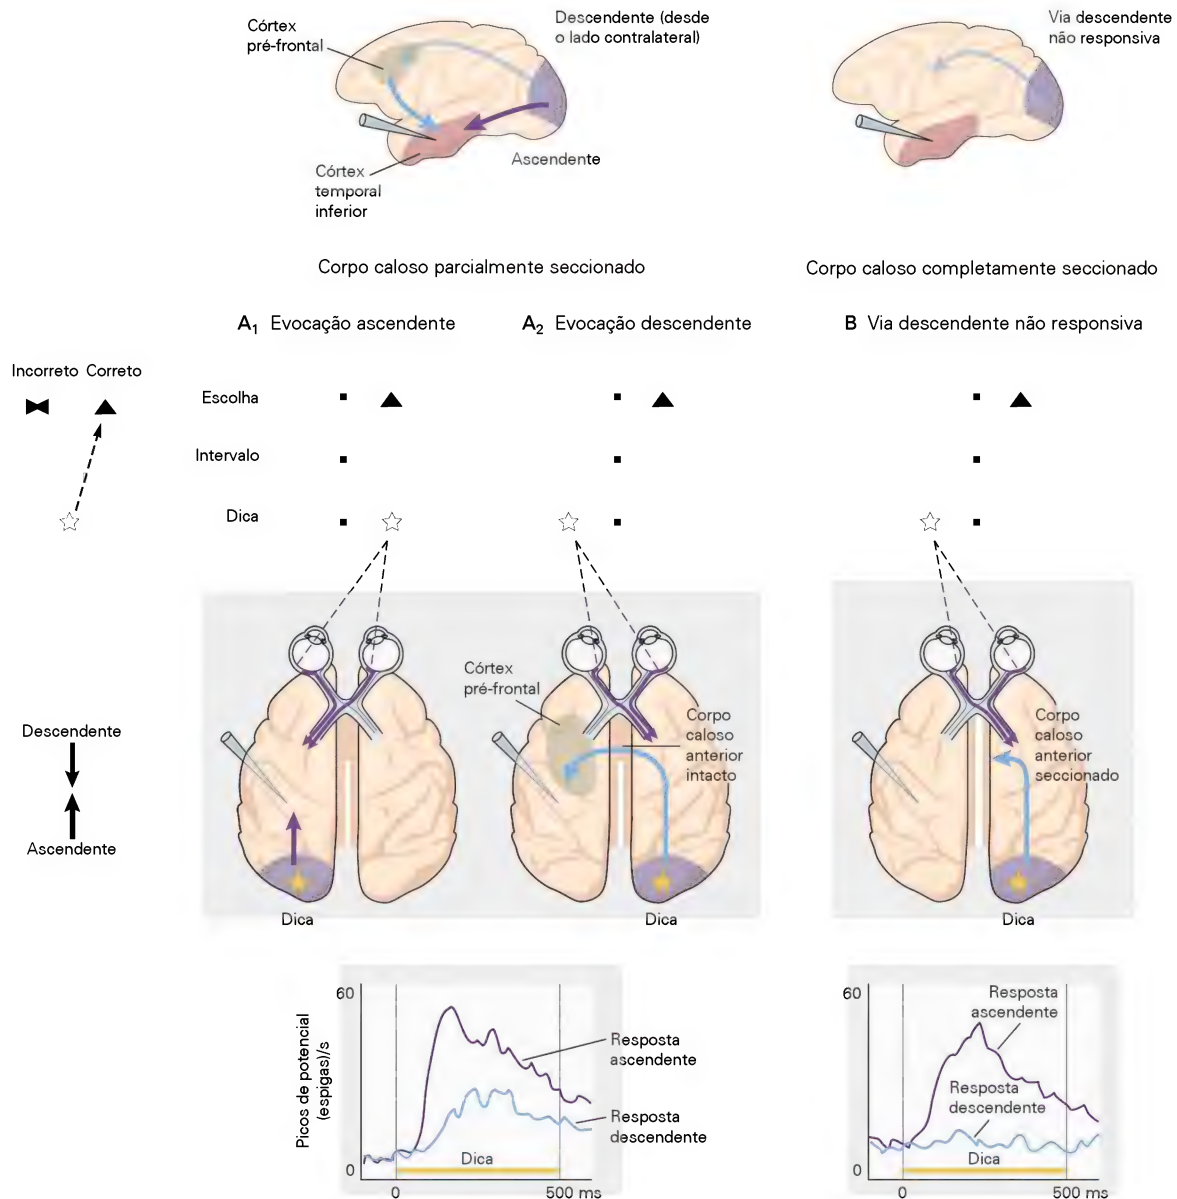 Córtex
pré-frontal
Descendente (desde
o lado contralateral)
Via descendente
não responsiva
Ascendente
Córtex
temporal
inferior
Corpo caloso parcialmente seccionado
Corpo caloso completamente seccionado
A1 Evocação ascendente
A2 Evocação descendente
B Via descendente não responsiva
Incorreto Correto
Escolha
Intervalo
Dica
Córtex
pré-frontal
Corpo
caloso
anterior
intacto
Corpo
caloso
anterior
seccionado
Descendente
Ascendente
Dica
Dica
Dica
Picos de potencial
(espigas)/s
60
0
Resposta
ascendente
Resposta
descendente
Dica
0
500 ms
60
0
Resposta
ascendente
Resposta
descendente
Dica
0
500 ms